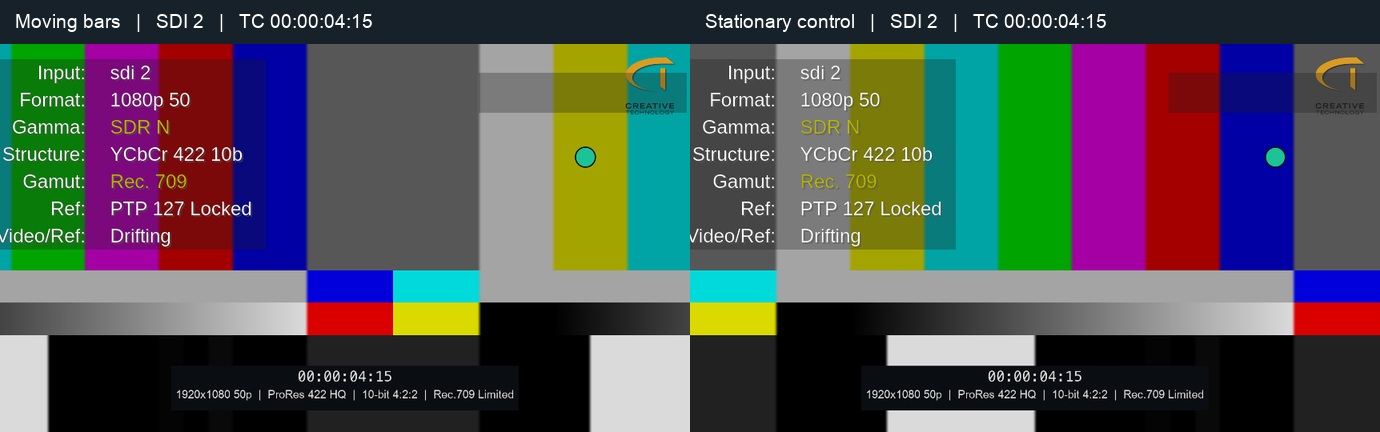 Moving bars | SDI 2 | TC 00:00:04:15
Input: sdi 2
Format: 1080p 50
Gamma: SDR N
Structure: YCbCr 422 10b
Gamut: Rec. 709
Ref: PTP 127 Locked
Video/Ref: Drifting
CREATIVE
TECHNOLOGY
00:00:04:15
1920x1080 50p | ProRes 422 HQ | 10-bit 4:2:2 | Rec.709 Limited
Stationary control | SDI 2 | TC 00:00:04:15
Input: sdi 2
Format: 1080p 50
Gamma: SDR N
Structure: YCbCr 422 10b
Gamut: Rec. 709
Ref: PTP 127 Locked
Video/Ref: Drifting
CREATIVE
TECHNOLOGY
00:00:04:15
1920x1080 50p | ProRes 422 HQ | 10-bit 4:2:2 | Rec.709 Limited